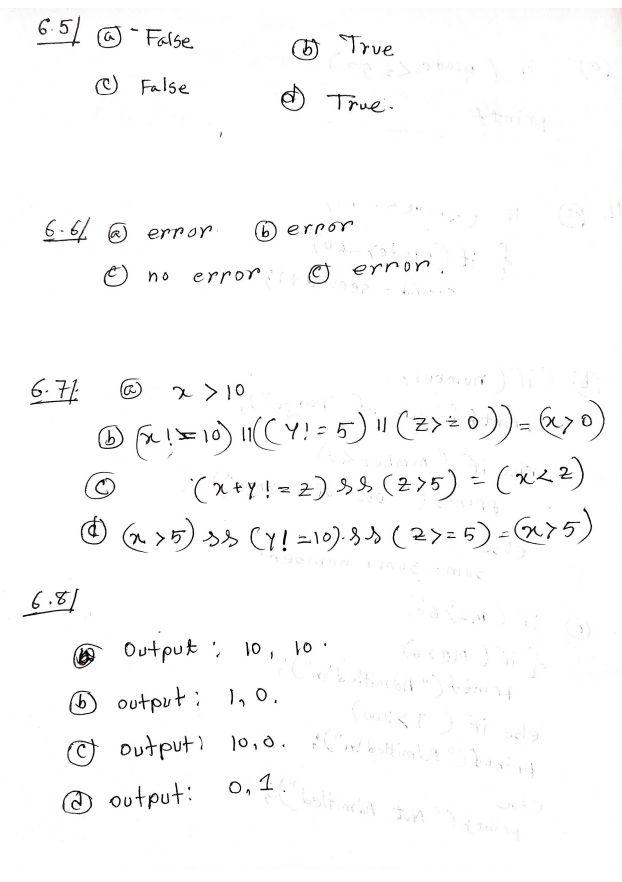 6.5/ (a) - False (b) True
(c) False (d) True.
6.6/ (a) error. (b) error
(c) no error (c) error.
6.7/ (a) x > 10
(b) (x != 10) || ((Y! = 5) || (Z >= 0)) = (x > 0)
(c) (x + y! = z) && (z > 5) = (x < z)
(d) (x > 5) && (Y! = 10) && (z >= 5) = (x > 5)
6.8/
(a) Output: 10, 10.
(b) output: 1, 0.
(c) output: 10, 0.
(d) output: 0, 1.